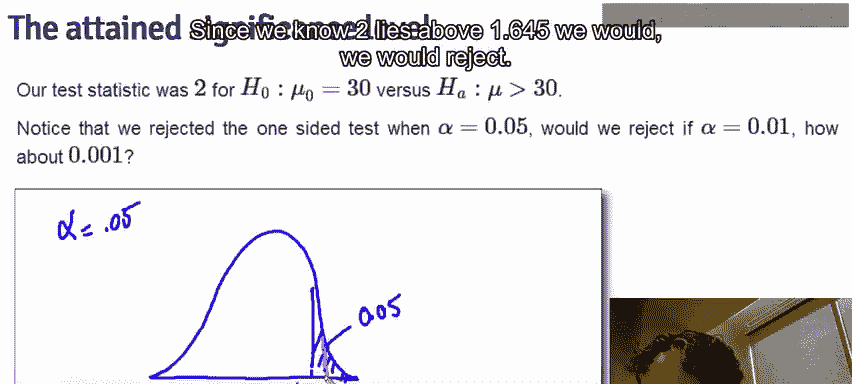 The attained significance level
Since we know 2 lies above 1.645 we would,
we would reject.
Our test statistic was 2 for H₀ : μ₀ = 30 versus Hₐ : μ > 30.
Notice that we rejected the one sided test when α = 0.05, would we reject if α = 0.01, how
about 0.001?
α = .05
0.05